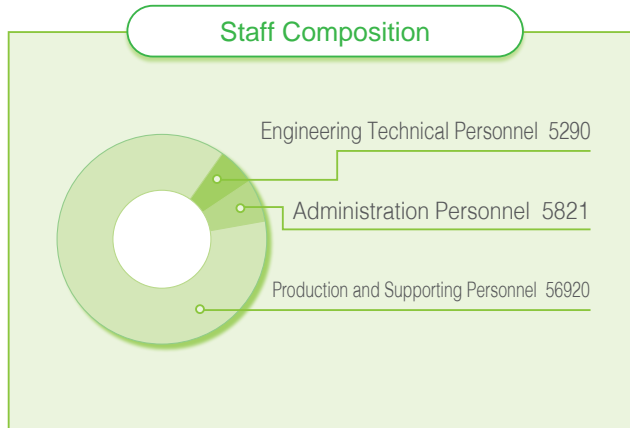 Staff Composition
Engineering Technical Personnel 5290
Administration Personnel 5821
Production and Supporting Personnel 56920